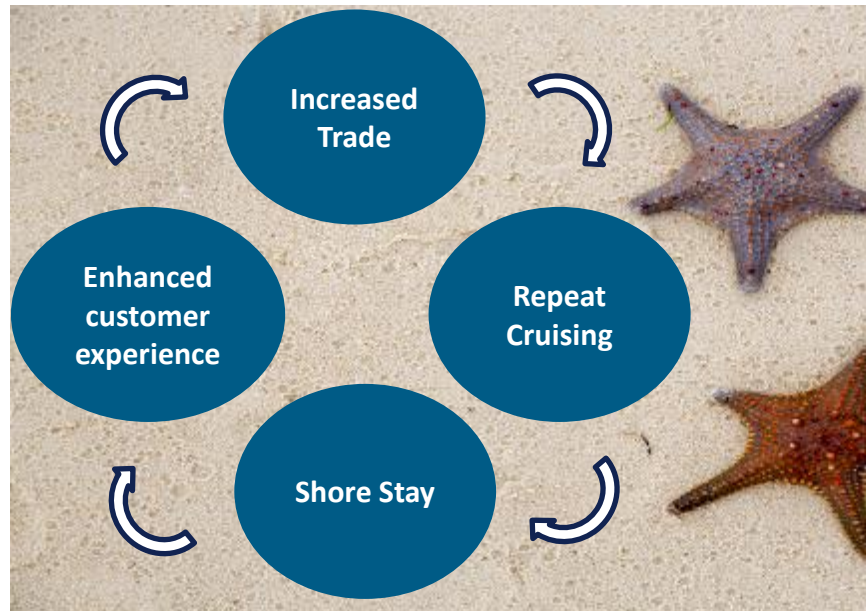 Increased
Trade
Enhanced
customer
experience
Repeat
Cruising
Shore Stay